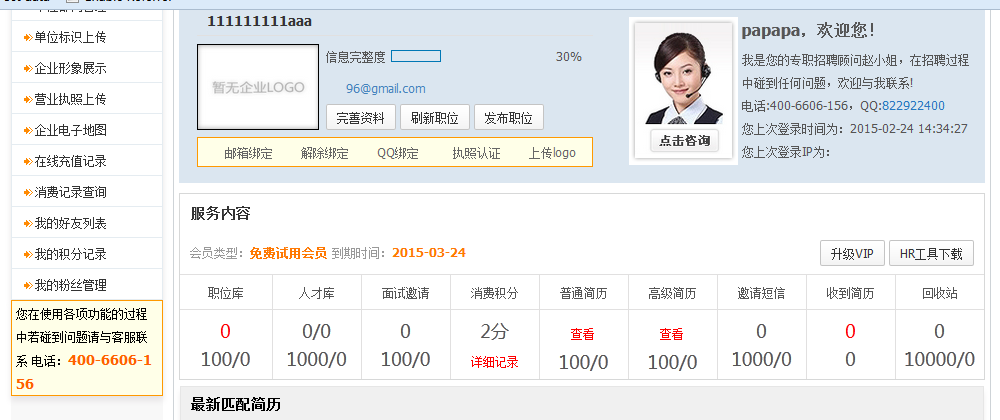 Enable Referrer
单位标识上传
企业形象展示
营业执照上传
企业电子地图
在线充值记录
消费记录查询
我的好友列表
我的积分记录
我的粉丝管理
您在使用各项功能的过程
中若碰到问题请与客服联
系 电话：400-6606-1
56
111111111aaa
暂无企业LOGO
信息完整度 30%
96@gmail.com
完善资料 刷新职位 发布职位
邮箱绑定 解除绑定 QQ绑定 执照认证 上传logo
点击咨询
papapa，欢迎您！
我是您的专职招聘顾问赵小姐，在招聘过程
中碰到任何问题，欢迎与我联系!
电话:400-6606-156，QQ:822922400
您上次登录时间为：2015-02-24 14:34:27
您上次登录IP为：
服务内容
会员类型：免费试用会员 到期时间：2015-03-24
升级VIP HR工具下载
职位库 人才库 面试邀请 消费积分 普通简历 高级简历 邀请短信 收到简历 回收站
0 0/0 0 2分 查看 查看 0 0 0
100/0 1000/0 100/0 详细记录 100/0 100/0 1000/0 0 10000/0
最新匹配简历